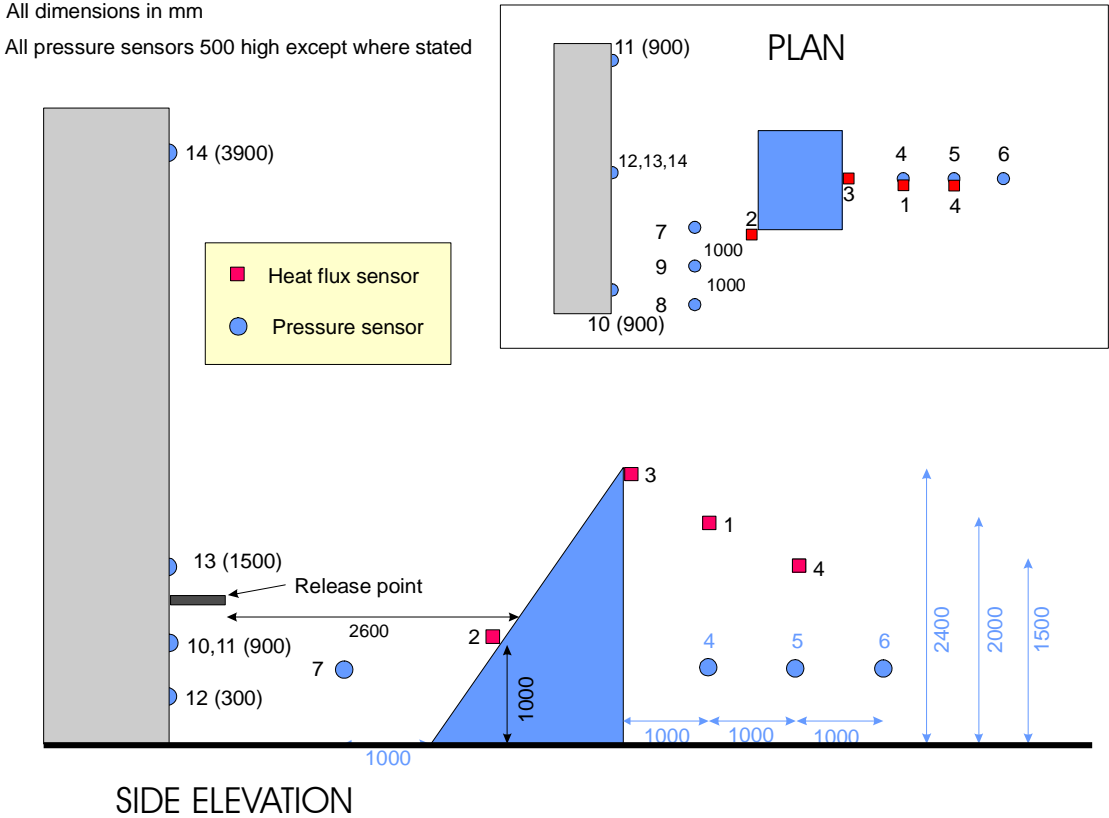 All dimensions in mm
All pressure sensors 500 high except where stated
PLAN
11 (900)
12,13,14
4 5 6
3
1 4
2
7
1000
9
1000
8
10 (900)
14 (3900)
Heat flux sensor
Pressure sensor
3
1
13 (1500)
4
Release point
2600
2
10,11 (900)
7
12 (300)
1000
4 5 6
2400
2000
1500
1000 1000 1000
1000
SIDE ELEVATION